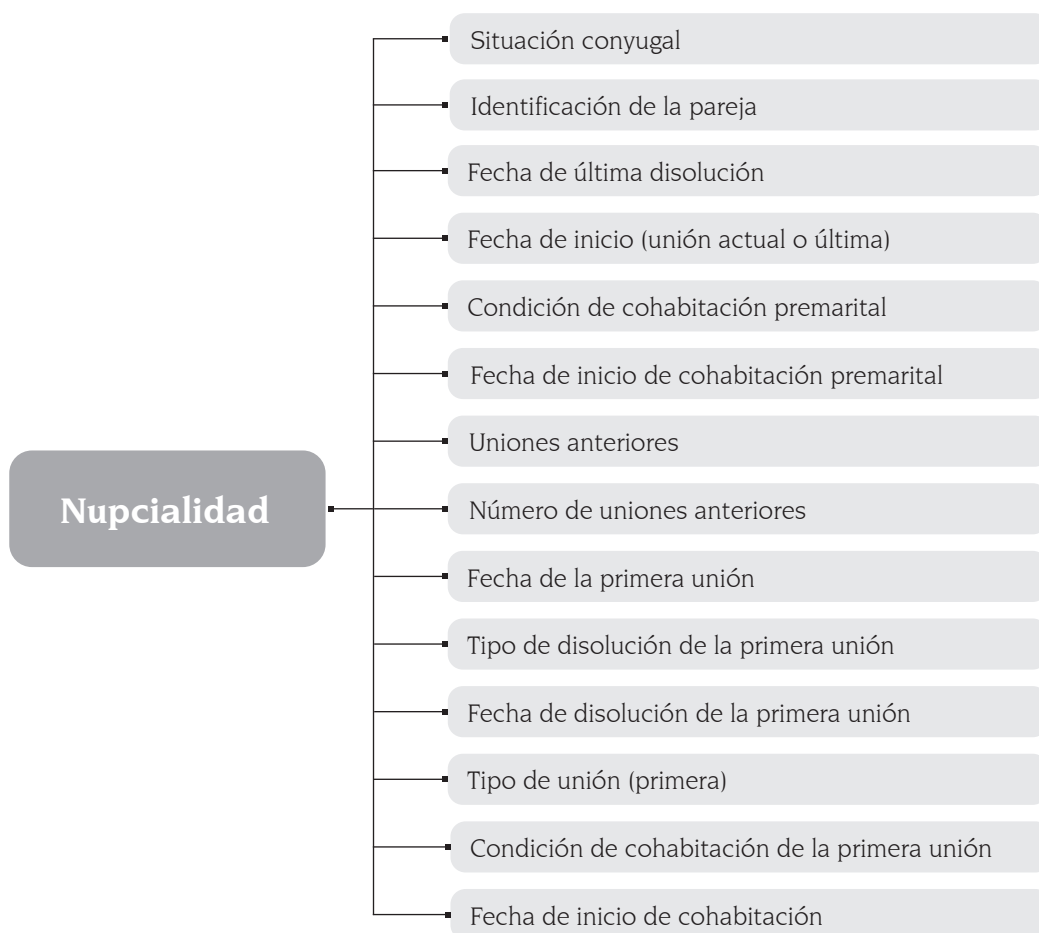 Situación conyugal
Identificación de la pareja
Fecha de última disolución
Fecha de inicio (unión actual o última)
Condición de cohabitación premarital
Fecha de inicio de cohabitación premarital
Uniones anteriores
Nupcialidad
Número de uniones anteriores
Fecha de la primera unión
Tipo de disolución de la primera unión
Fecha de disolución de la primera unión
Tipo de unión (primera)
Condición de cohabitación de la primera unión
Fecha de inicio de cohabitación